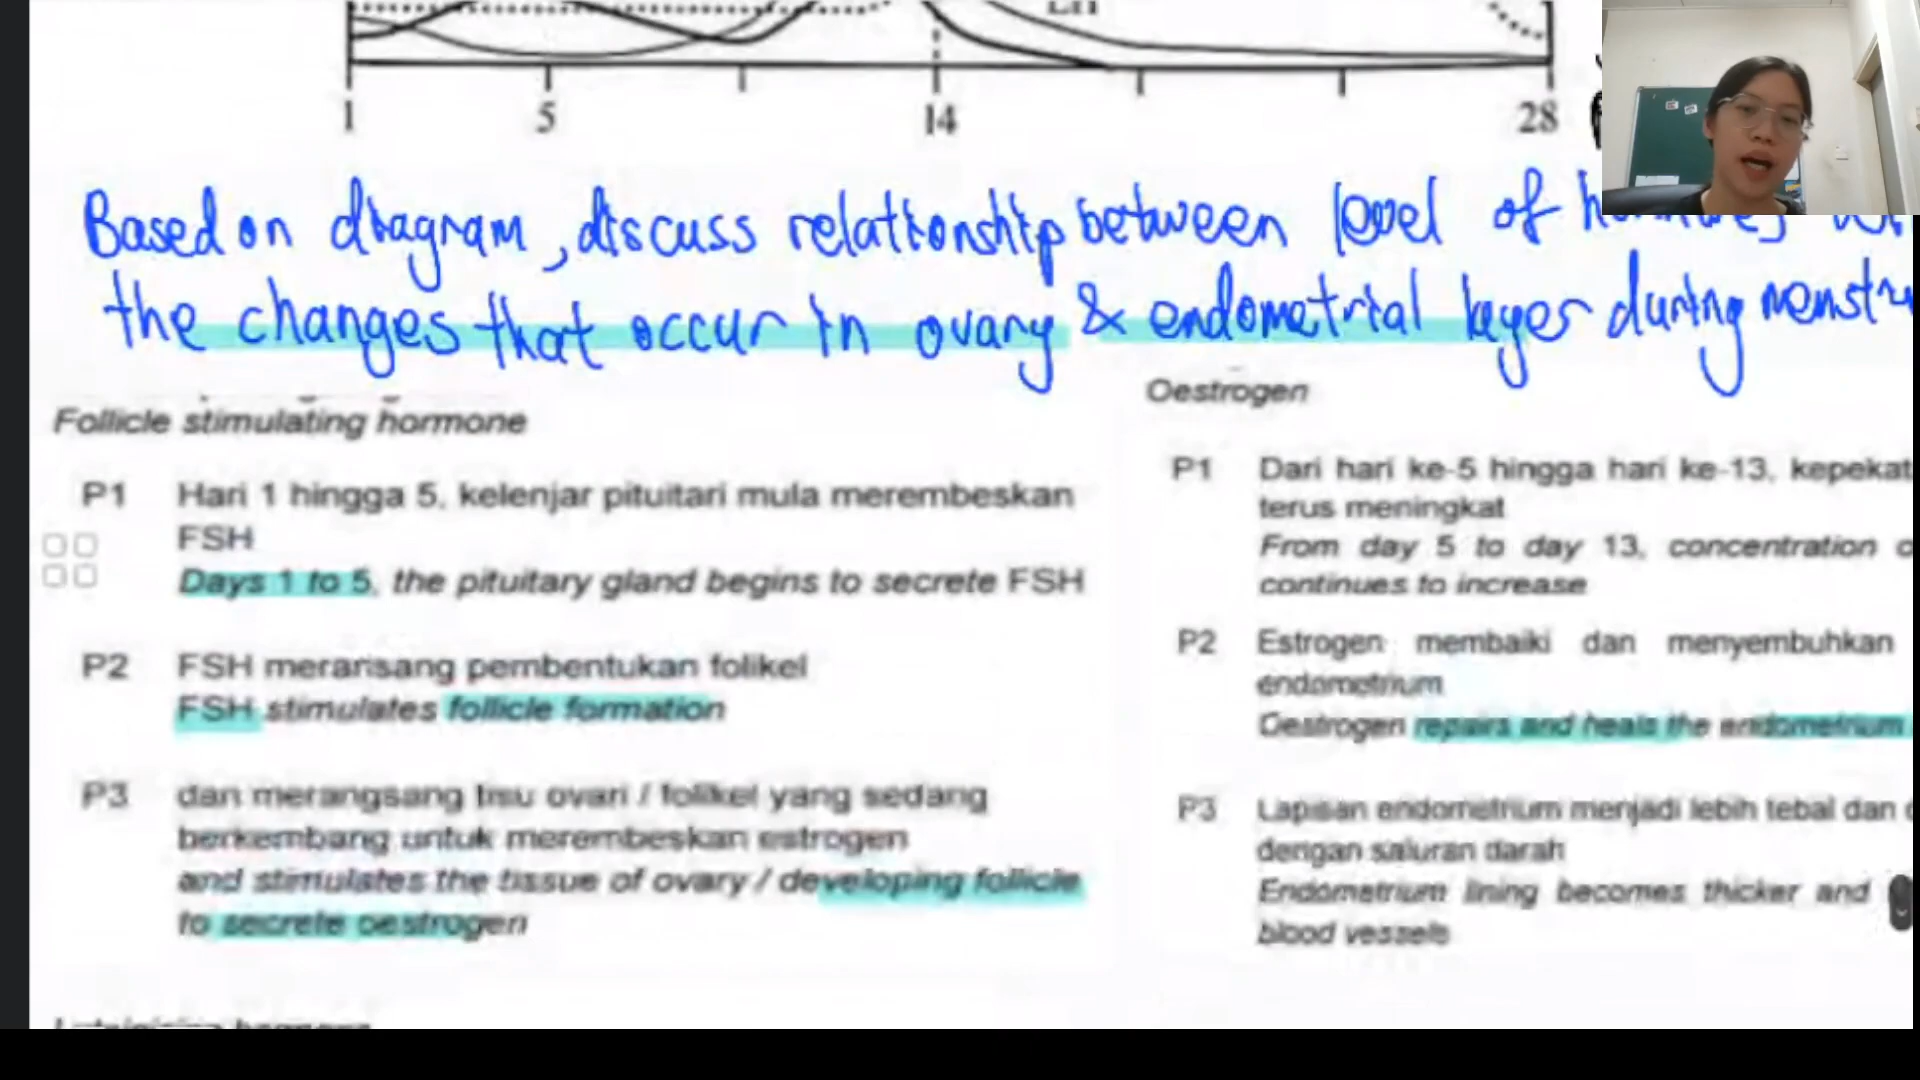 LH
1 5 14 28
Based on diagram, discuss relationship between level of
the changes that occur in ovary & endometrial layer during
Follicle stimulating hormone
P1 Hari 1 hingga 5, kelenjar pituitari mula merembeskan
FSH
Days 1 to 5, the pituitary gland begins to secrete FSH
P2 FSH meransang pembentukan folikel
FSH stimulates follicle formation
P3 dan merangsang tisu ovari / folikel yang sedang
berkembang untuk merembeskan estrogen
and stimulates the tissue of ovary / developing follicle
to secrete oestrogen
Oestrogen
P1 Dari hari ke-5 hingga hari ke-13, kepekat
terus meningkat
From day 5 to day 13, concentration
continues to increase
P2 Estrogen membaiki dan menyembuhkan
endometrium
Oestrogen repairs and heals the endometrium
P3 Lapisan endometrium menjadi lebih tebal dan
dengan saluran darah
Endometrium lining becomes thicker and
blood vessels